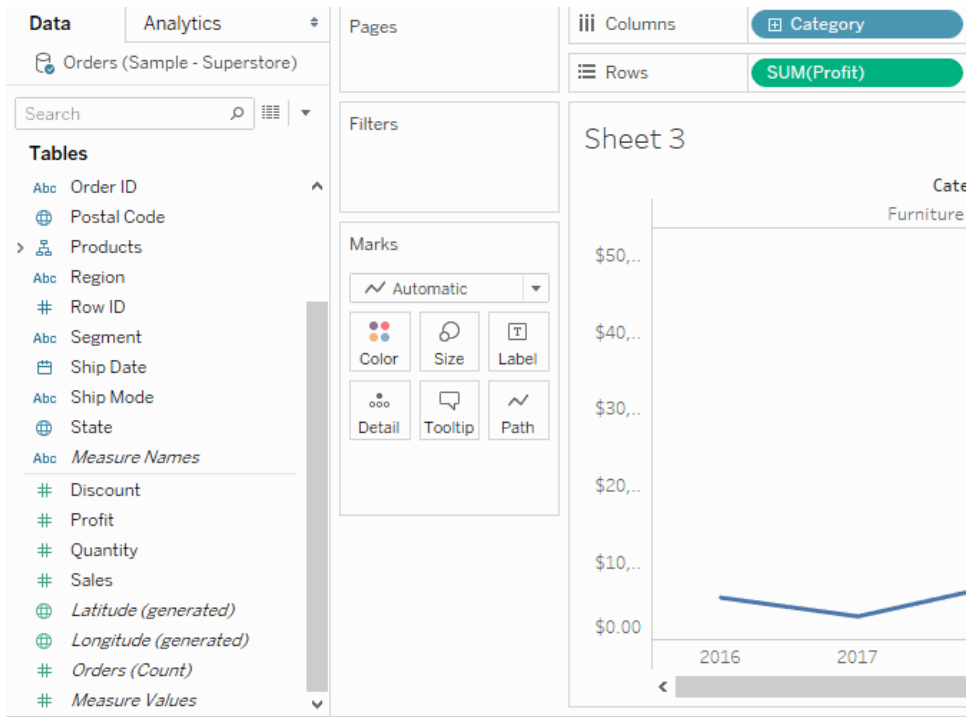 Data
Analytics
Orders (Sample - Superstore)
Search
Tables
Abc Order ID
Postal Code
Products
Abc Region
# Row ID
Abc Segment
Ship Date
Abc Ship Mode
State
Abc Measure Names
# Discount
# Profit
# Quantity
# Sales
Latitude (generated)
Longitude (generated)
# Orders (Count)
# Measure Values
Pages
Filters
Marks
Automatic
Color Size T Label
Detail Tooltip Path
Columns
Category
Rows
SUM(Profit)
Sheet 3
Cate
Furniture
$50,..
$40,..
$30,..
$20,..
$10,..
$0.00
2016 2017